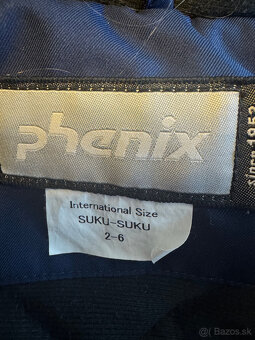 phenix
since 1952
International Size
SUKU-SUKU
2-6
Bazos.sk